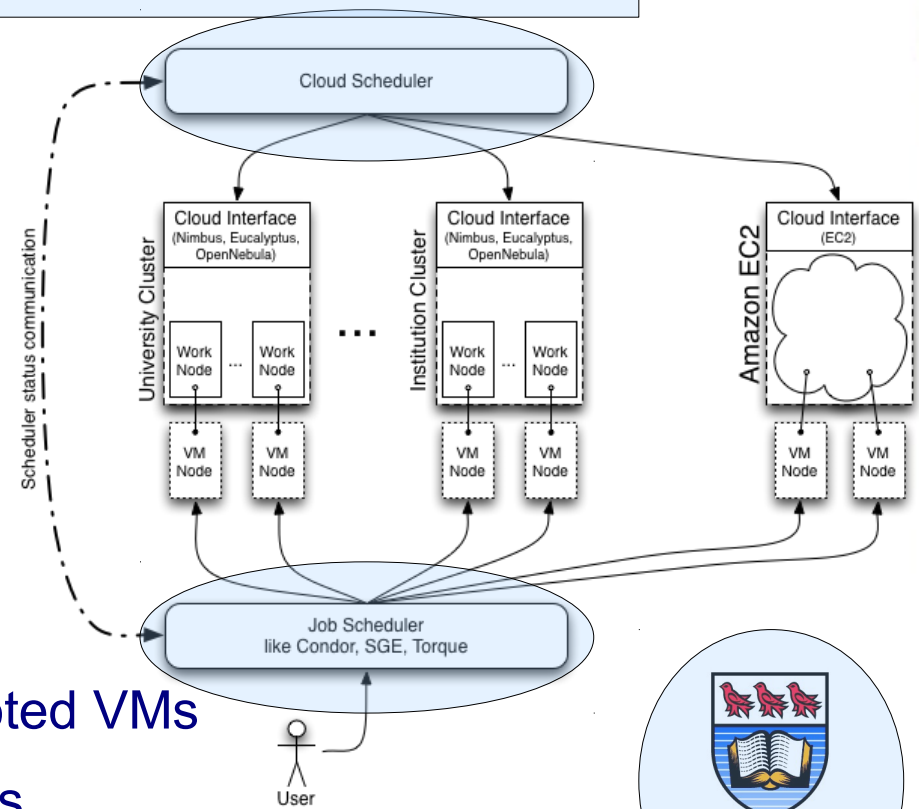 Cloud Scheduler
Scheduler status communication
University Cluster
Cloud Interface
(Nimbus, Eucalyptus,
OpenNebula)
Work
Node
...
Work
Node
VM
Node
VM
Node
...
Institution Cluster
Cloud Interface
(Nimbus, Eucalyptus,
OpenNebula)
Work
Node
...
Work
Node
VM
Node
VM
Node
Amazon EC2
Cloud Interface
(EC2)
VM
Node
VM
Node
Job Scheduler
like Condor, SGE, Torque
VMs
User